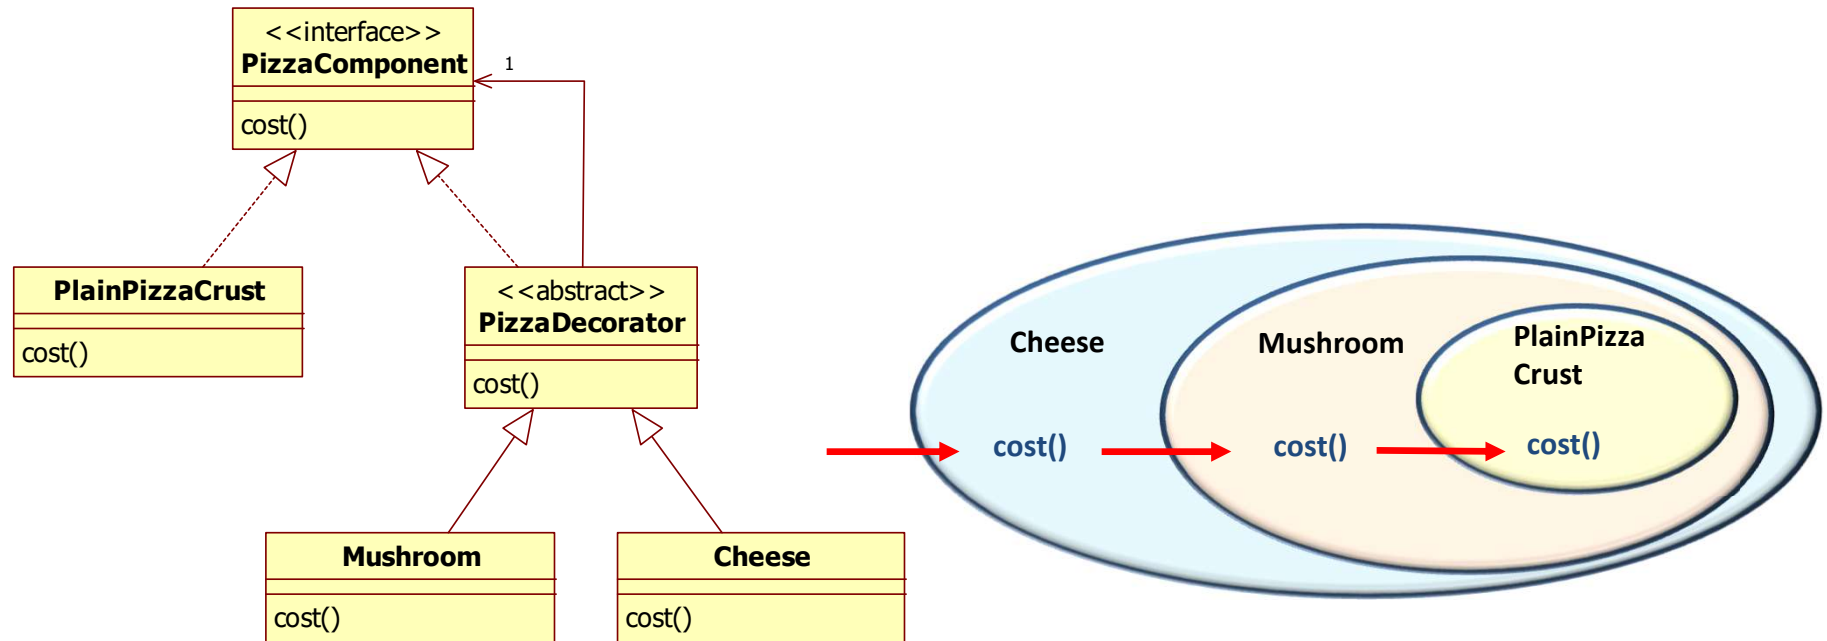 <<interface>>
PizzaComponent
1
cost()
PlainPizzaCrust
cost()
<<abstract>>
PizzaDecorator
cost()
Mushroom
cost()
Cheese
cost()
Cheese
cost()
Mushroom
cost()
PlainPizza
Crust
cost()